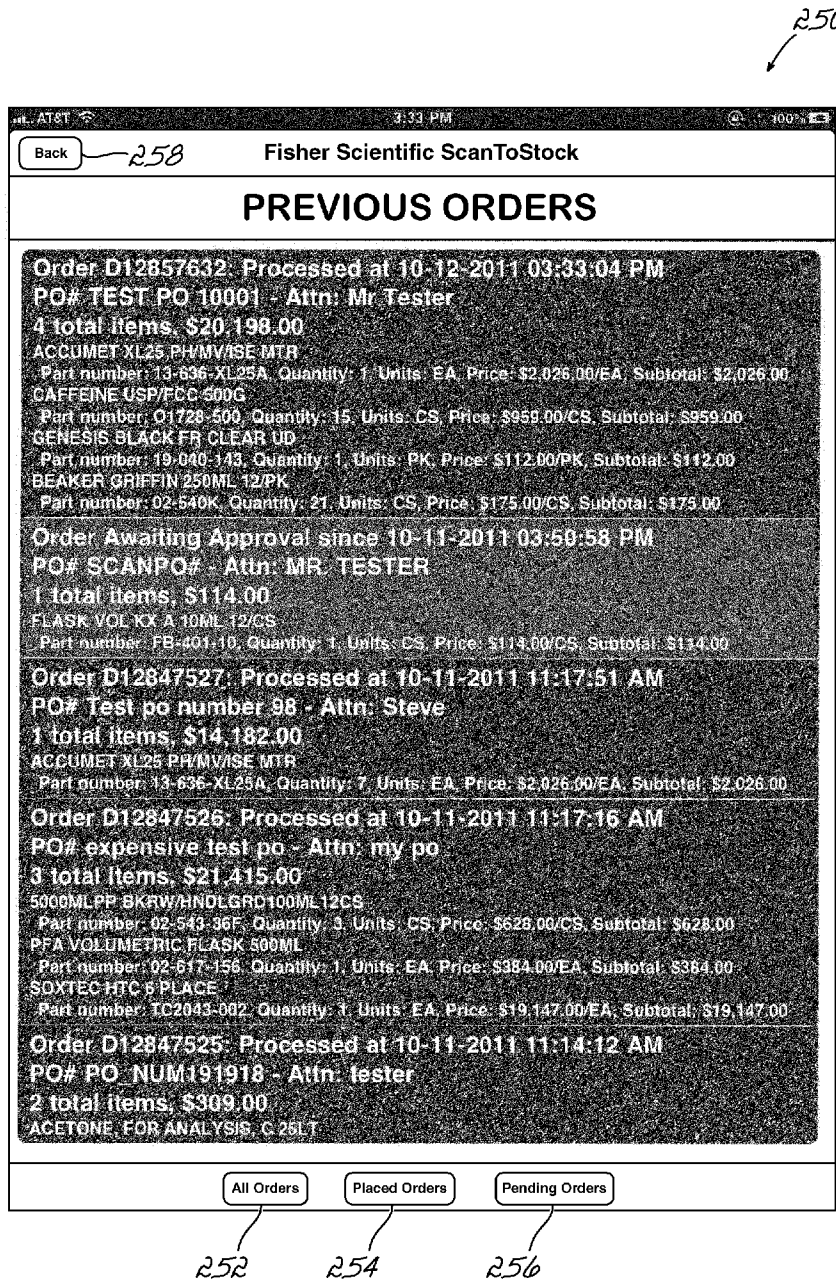 250
AT&T 3:33 PM 100%
Back 258 Fisher Scientific ScanToStock
PREVIOUS ORDERS
Order D12857632: Processed at 10-12-2011 03:33:04 PM
PO# TEST PO 10001 - Attn: Mr Tester
4 total items, $20,198.00
ACCUMET XL25 PH/MV/ISE MTR
Part number: 13-636-XL25A, Quantity: 1, Units: EA, Price: $2,026.00/EA, Subtotal: $2,026.00
CAFFEINE USP/FCC 500G
Part number: O1728-500, Quantity: 15, Units: CS, Price: $959.00/CS, Subtotal: $959.00
GENESIS BLACK FR CLEAR UD
Part number: 19-040-143, Quantity: 1, Units: PK, Price: $112.00/PK, Subtotal: $112.00
BEAKER GRIFFIN 250ML 12/PK
Part number: 02-540K, Quantity: 21, Units: CS, Price: $175.00/CS, Subtotal: $175.00
Order Awaiting Approval since 10-11-2011 03:50:58 PM
PO# SCANPO# - Attn: MR. TESTER
1 total items, $114.00
FLASK VOL KX A 10ML 12/CS
Part number: FB-401-10, Quantity: 1, Units: CS, Price: $114.00/CS, Subtotal: $114.00
Order D12847527: Processed at 10-11-2011 11:17:51 AM
PO# Test po number 98 - Attn: Steve
1 total items, $14,182.00
ACCUMET XL25 PH/MV/ISE MTR
Part number: 13-636-XL25A, Quantity: 7, Units: EA, Price: $2,026.00/EA, Subtotal: $2,026.00
Order D12847526: Processed at 10-11-2011 11:17:16 AM
PO# expensive test po - Attn: my po
3 total items, $21,415.00
5000MLPP BKRW/HNDLGRD100ML12CS
Part number: 02-543-36F, Quantity: 3, Units: CS, Price: $628.00/CS, Subtotal: $628.00
PFA VOLUMETRIC FLASK 500ML
Part number: 02-617-156, Quantity: 1, Units: EA, Price: $384.00/EA, Subtotal: $384.00
SOXTEC HTC 6 PLACE
Part number: TC2043-002, Quantity: 1, Units: EA, Price: $19,147.00/EA, Subtotal: $19,147.00
Order D12847525: Processed at 10-11-2011 11:14:12 AM
PO# PO_NUM191918 - Attn: tester
2 total items, $309.00
ACETONE, FOR ANALYSIS, C 25LT
All Orders Placed Orders Pending Orders
252 254 256